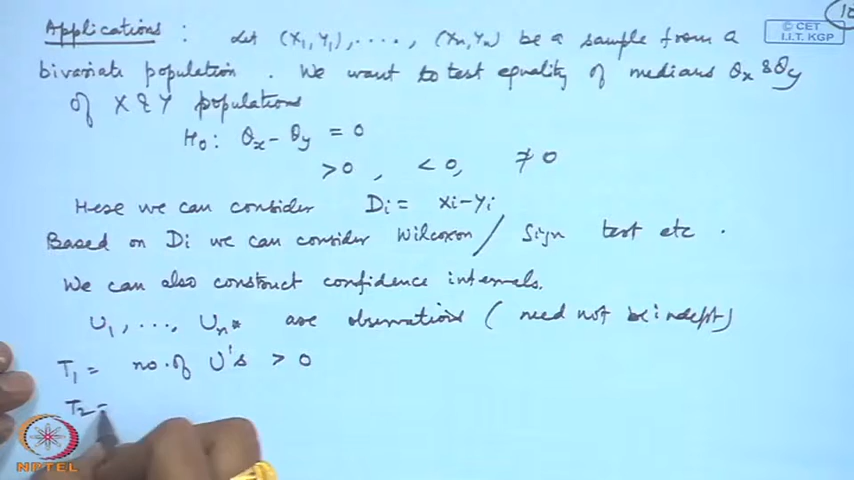 10
© CET
I.I.T. KGP
Applications : Let (X1,Y1), ...., (Xn,Yn) be a sample from a
bivariate population . We want to test equality of medians θx & θy
of X & Y populations
H0: θx - θy = 0
> 0 , < 0, ≠ 0
Here we can consider Di = Xi - Yi
Based on Di we can consider Wilcoxon / Sign test etc .
We can also construct confidence intervals.
U1, ..., Un* are observations ( need not be indept)
T1 = no. of U's > 0
T2 =
NPTEL